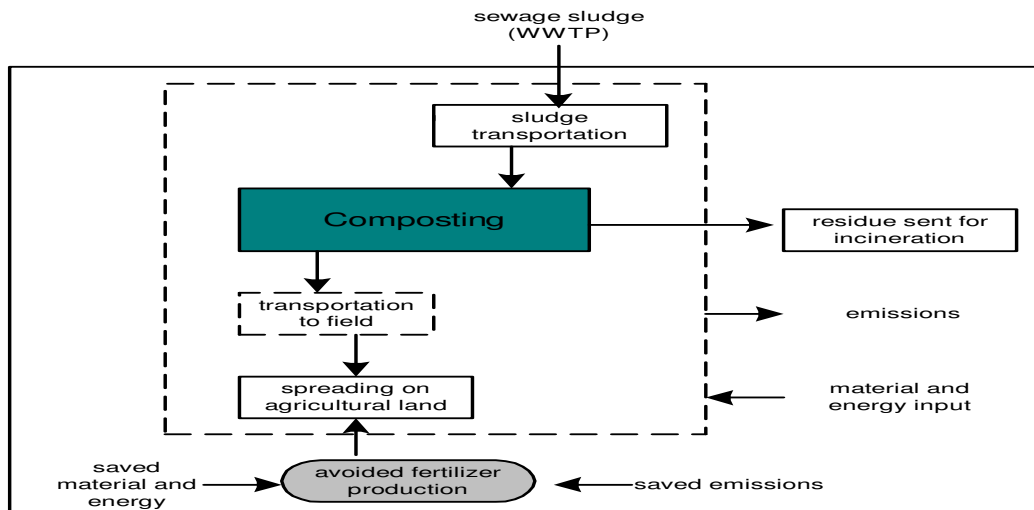 sewage sludge
(WWTP)
sludge
transportation
Composting
residue sent for
incineration
transportation
to field
emissions
spreading on
agricultural land
material and
energy input
saved
material and
energy
avoided fertilizer
production
saved emissions